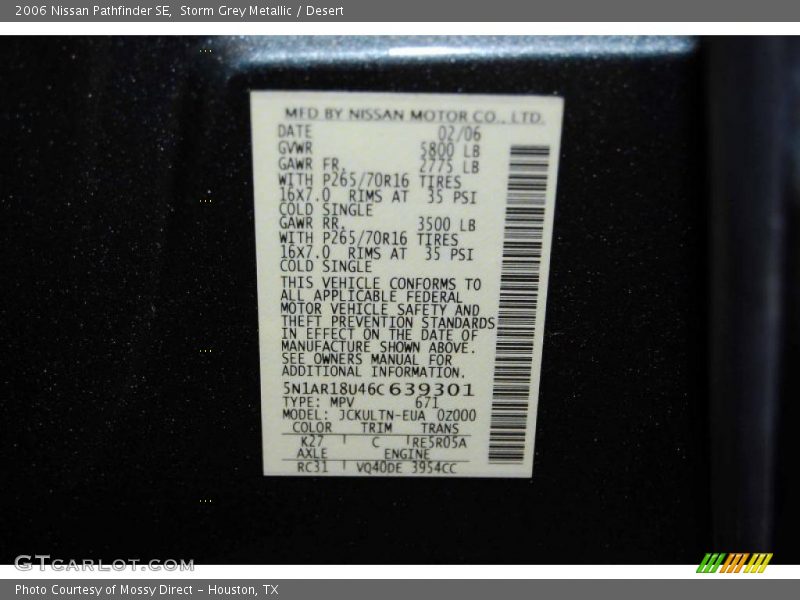 2006 Nissan Pathfinder SE,  Storm Grey Metallic / Desert
MFD BY NISSAN MOTOR CO., LTD.
DATE 02/06
GVWR 5800 LB
GAWR FR. 2775 LB
WITH P265/70R16 TIRES
16X7.0 RIMS AT 35 PSI
COLD SINGLE
GAWR RR. 3500 LB
WITH P265/70R16 TIRES
16X7.0 RIMS AT 35 PSI
COLD SINGLE
THIS VEHICLE CONFORMS TO
ALL APPLICABLE FEDERAL
MOTOR VEHICLE SAFETY AND
THEFT PREVENTION STANDARDS
IN EFFECT ON THE DATE OF
MANUFACTURE SHOWN ABOVE.
SEE OWNERS MANUAL FOR
ADDITIONAL INFORMATION.
5N1AR18U46C639301
TYPE: MPV 671
MODEL: JCKULTN-EUA 0Z000
COLOR TRIM TRANS
K27 C RE5R05A
AXLE ENGINE
RC31 VQ40DE 3954CC
GTCARLOT.COM
Photo Courtesy of Mossy Direct - Houston, TX